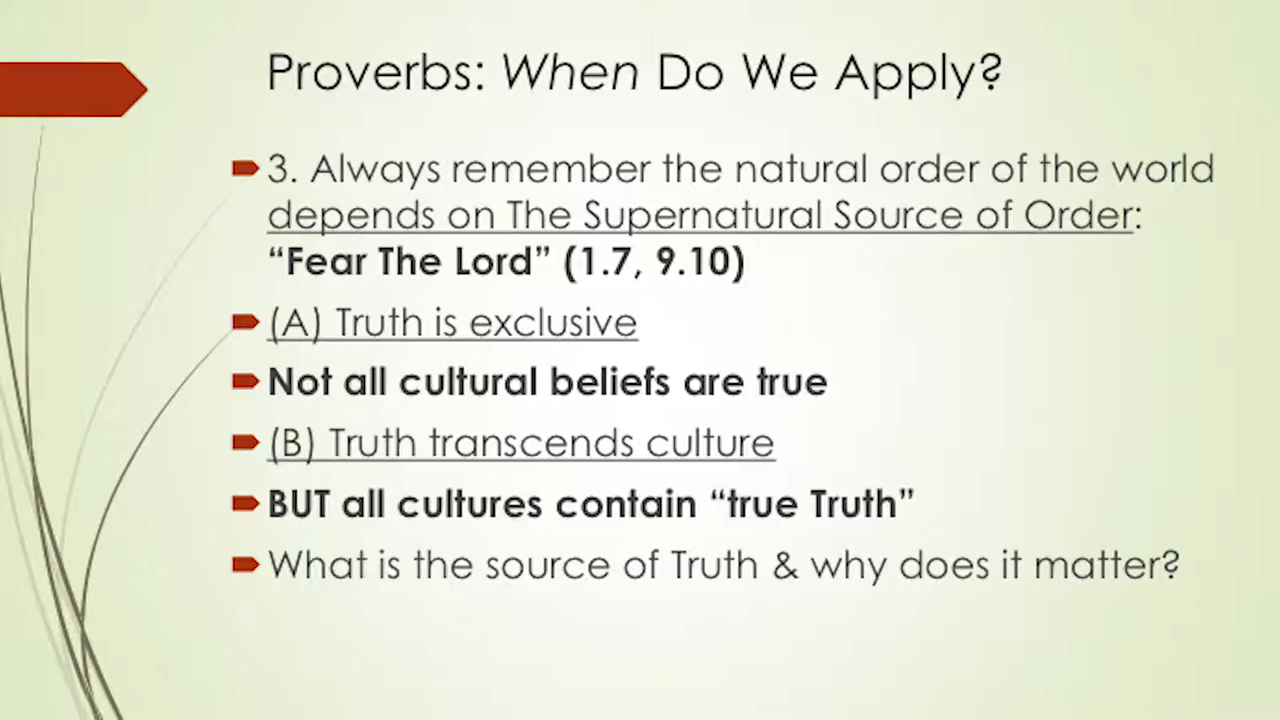 Proverbs: When Do We Apply?
3. Always remember the natural order of the world
depends on The Supernatural Source of Order:
“Fear The Lord” (1.7, 9.10)
(A) Truth is exclusive
Not all cultural beliefs are true
(B) Truth transcends culture
BUT all cultures contain “true Truth”
What is the source of Truth & why does it matter?